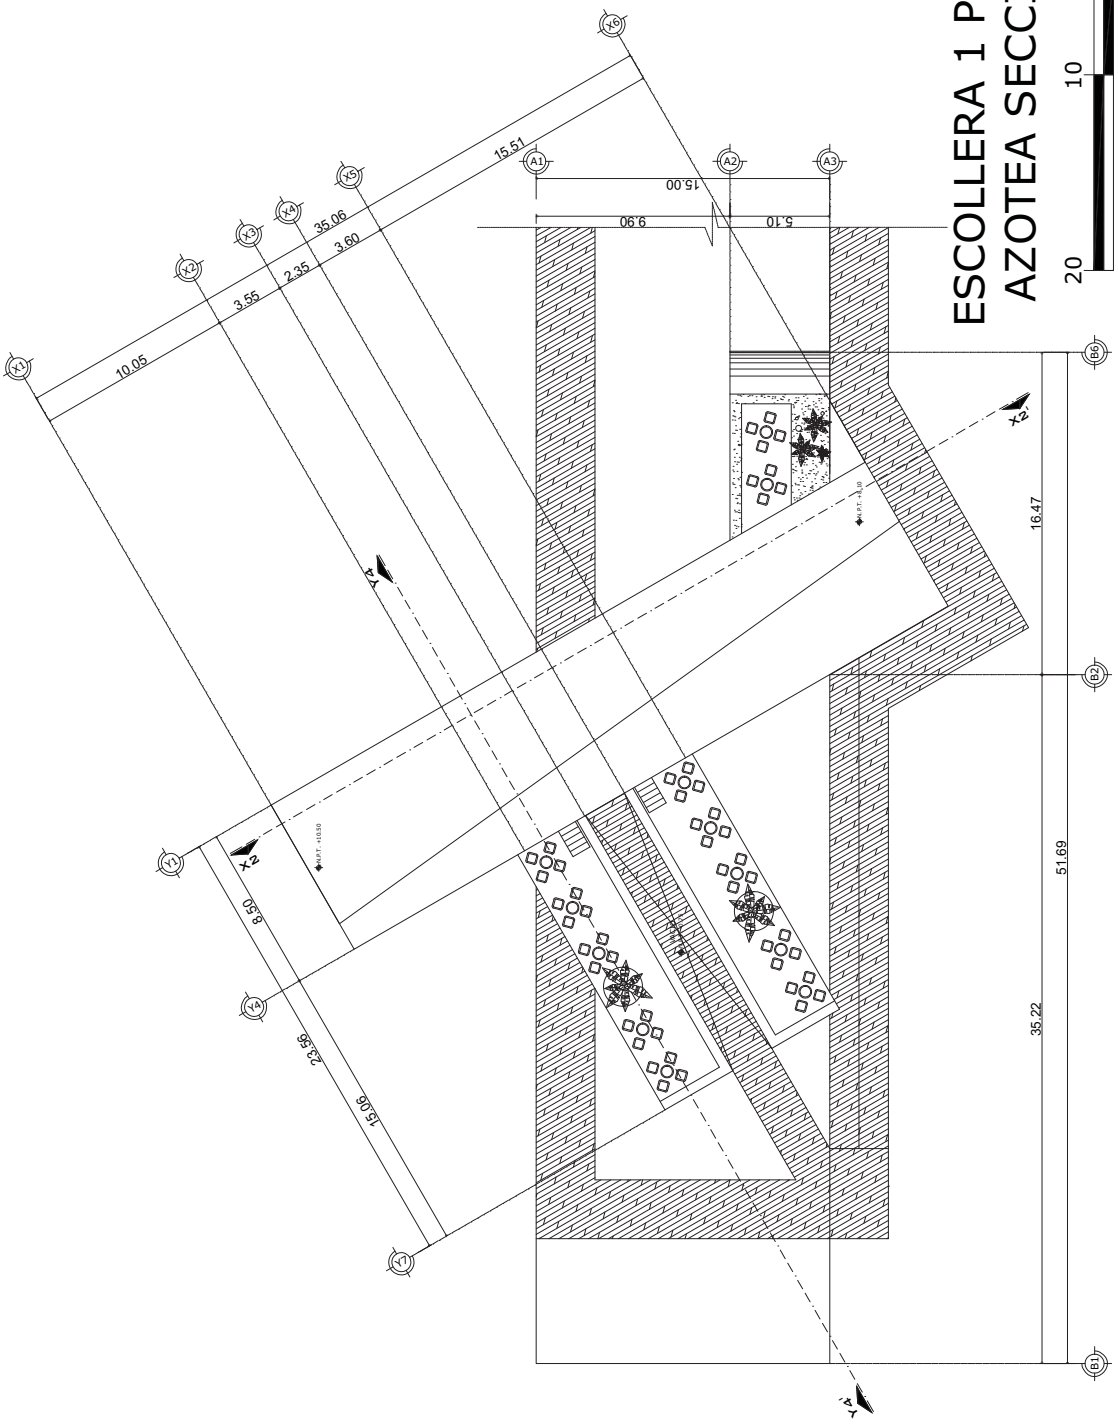 ESCOLLERA 1 P
AZOTEA SECC
20
10
X1
X2
X3
X4
X5
X6
10.05
3.55
2.35
3.60
15.51
35.06
A1
A2
A3
15.00
9.90
5.10
Y1
Y4
Y7
8.50
15.06
23.56
X2
X2'
Y4
Y4'
N.P.T. +10.50
B1
B2
B6
35.22
16.47
51.69